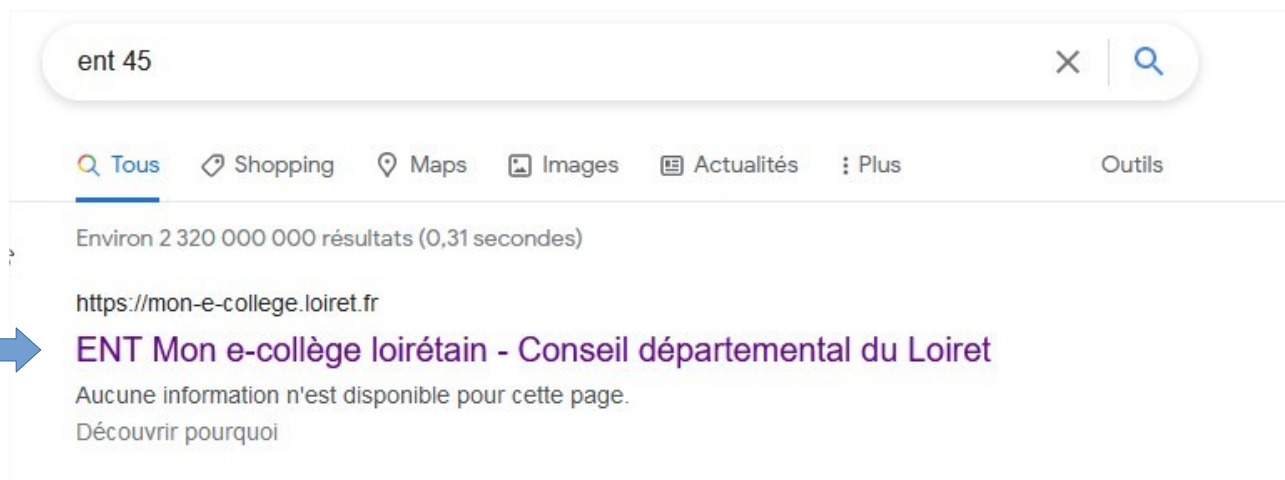 ent 45
Tous Shopping Maps Images Actualités Plus Outils
Environ 2 320 000 000 résultats (0,31 secondes)
https://mon-e-college.loiret.fr
ENT Mon e-collège loirétain - Conseil départemental du Loiret
Aucune information n'est disponible pour cette page.
Découvrir pourquoi